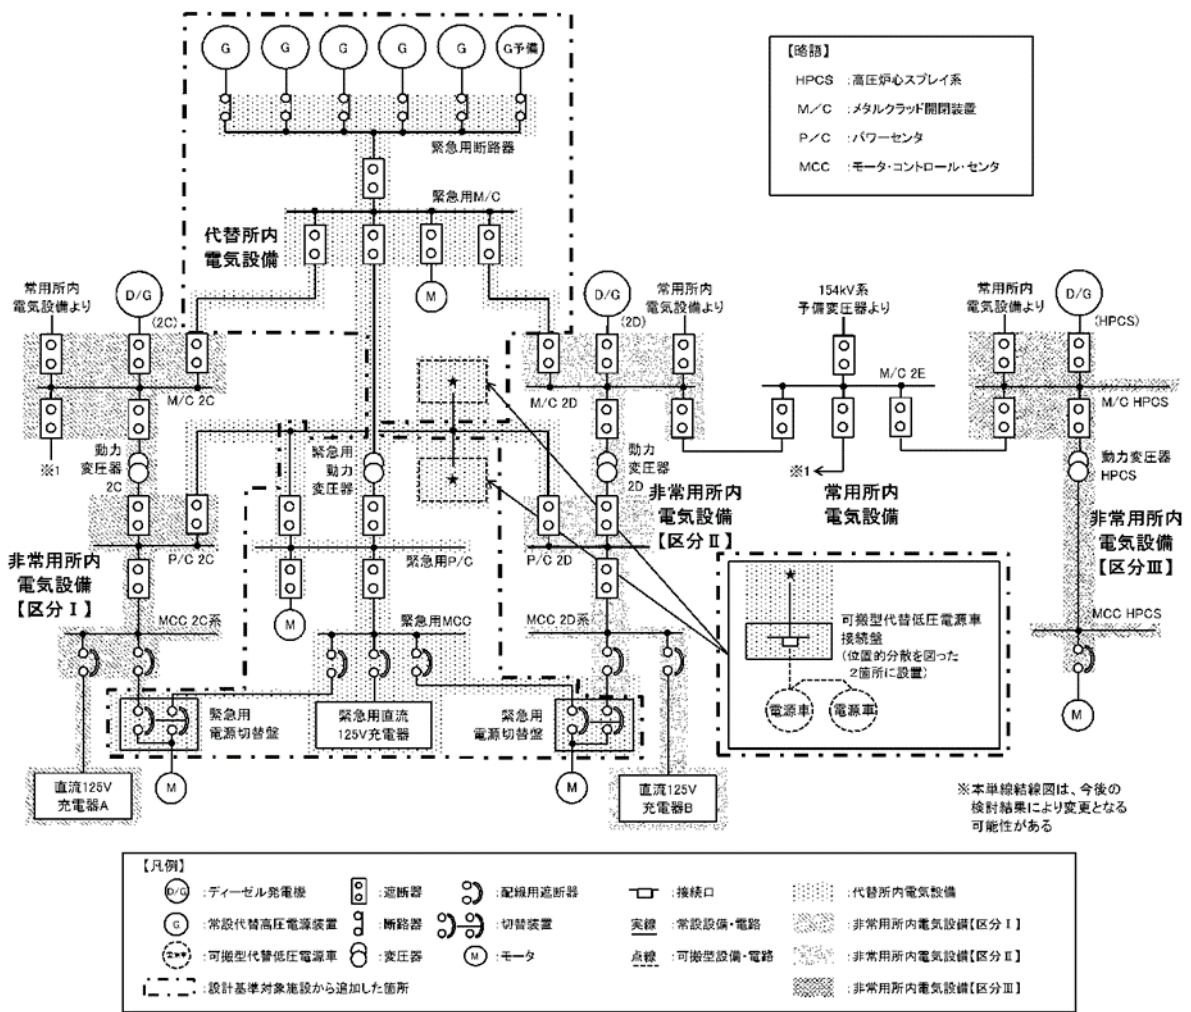 G
G
G
G
G
G予備
緊急用断路器
【略語】
HPCS :高圧炉心スプレイ系
M/C :メタルクラッド開閉装置
P/C :パワーセンタ
MCC :モータ・コントロール・センタ
緊急用M/C
代替所内
電気設備
M
常用所内
電気設備より
D/G
(2C)
D/G
(2D)
常用所内
電気設備より
154kV系
予備変圧器より
常用所内
電気設備より
D/G
(HPCS)
M/C 2C
★
M/C 2D
M/C 2E
M/C HPCS
※1
動力
変圧器
2C
緊急用
動力
変圧器
★
動力
変圧器
2D
※1
常用所内
電気設備
動力変圧器
HPCS
非常用所内
電気設備
【区分Ⅱ】
非常用所内
電気設備
【区分Ⅲ】
P/C 2C
緊急用P/C
P/C 2D
非常用所内
電気設備
【区分Ⅰ】
M
MCC 2C系
緊急用MCC
MCC 2D系
MCC HPCS
★
可搬型代替低圧電源車
接続盤
(位置的分散を図った
2箇所に設置)
電源車
電源車
緊急用
電源切替盤
緊急用直流
125V充電器
緊急用
電源切替盤
M
M
M
直流125V
充電器A
直流125V
充電器B
※本単線結線図は、今後の
検討結果により変更となる
可能性がある
【凡例】
D/G :ディーゼル発電機
:遮断器
:配線用遮断器
:接続口
:代替所内電気設備
G :常設代替高圧電源装置
:断路器
:切替装置
実線 :常設設備・電路
:非常用所内電気設備【区分Ⅰ】
電源車 :可搬型代替低圧電源車
:変圧器
M :モータ
点線 :可搬型設備・電路
:非常用所内電気設備【区分Ⅱ】
:設計基準対象施設から追加した箇所
:非常用所内電気設備【区分Ⅲ】